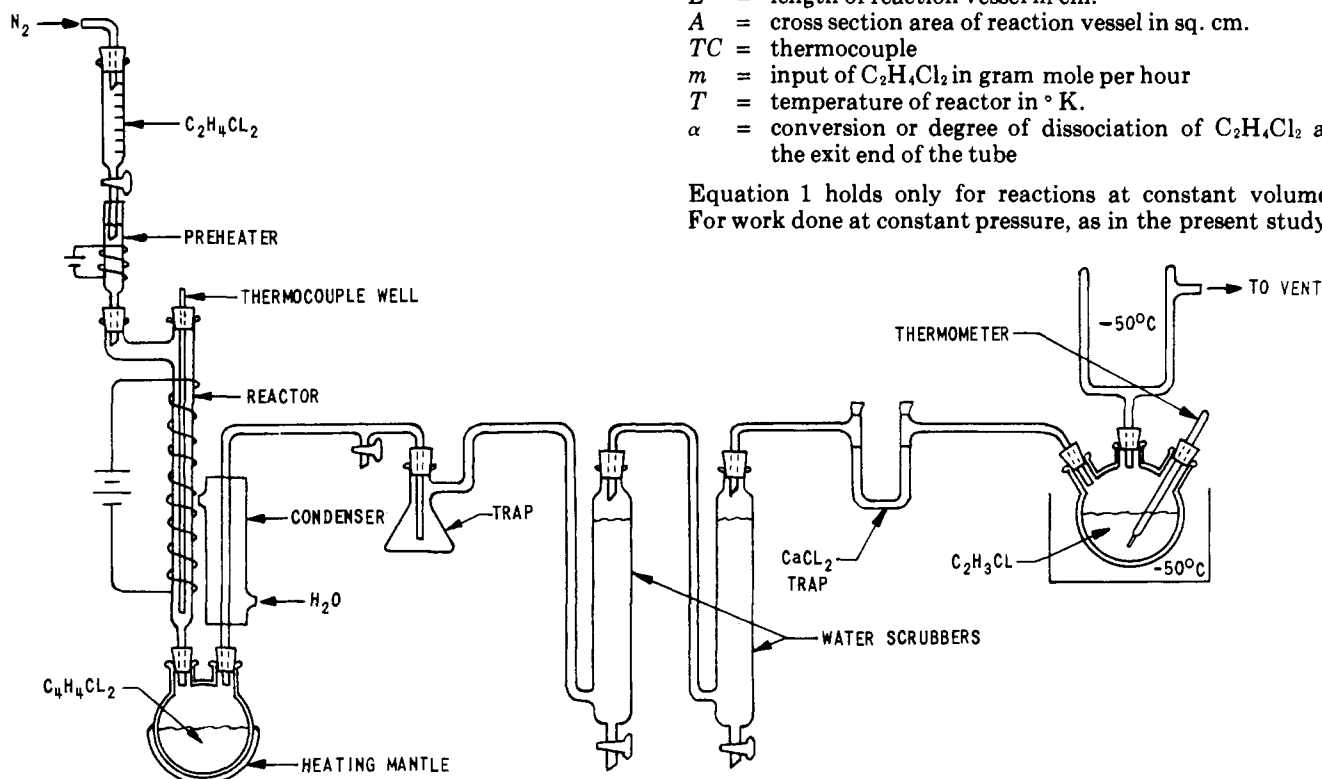 L = length of reaction vessel in cm.
A = cross section area of reaction vessel in sq. cm.
TC = thermocouple
m = input of C₂H₄Cl₂ in gram mole per hour
T = temperature of reactor in ° K.
α = conversion or degree of dissociation of C₂H₄Cl₂ a
the exit end of the tube
Equation 1 holds only for reactions at constant volume
For work done at constant pressure, as in the present study
N₂
C₂H₄CL₂
PREHEATER
THERMOCOUPLE WELL
REACTOR
CONDENSER
H₂O
C₄H₄CL₂
HEATING MANTLE
TRAP
WATER SCRUBBERS
CaCL₂
TRAP
THERMOMETER
-50°C
TO VENT
C₂H₃CL
-50°C